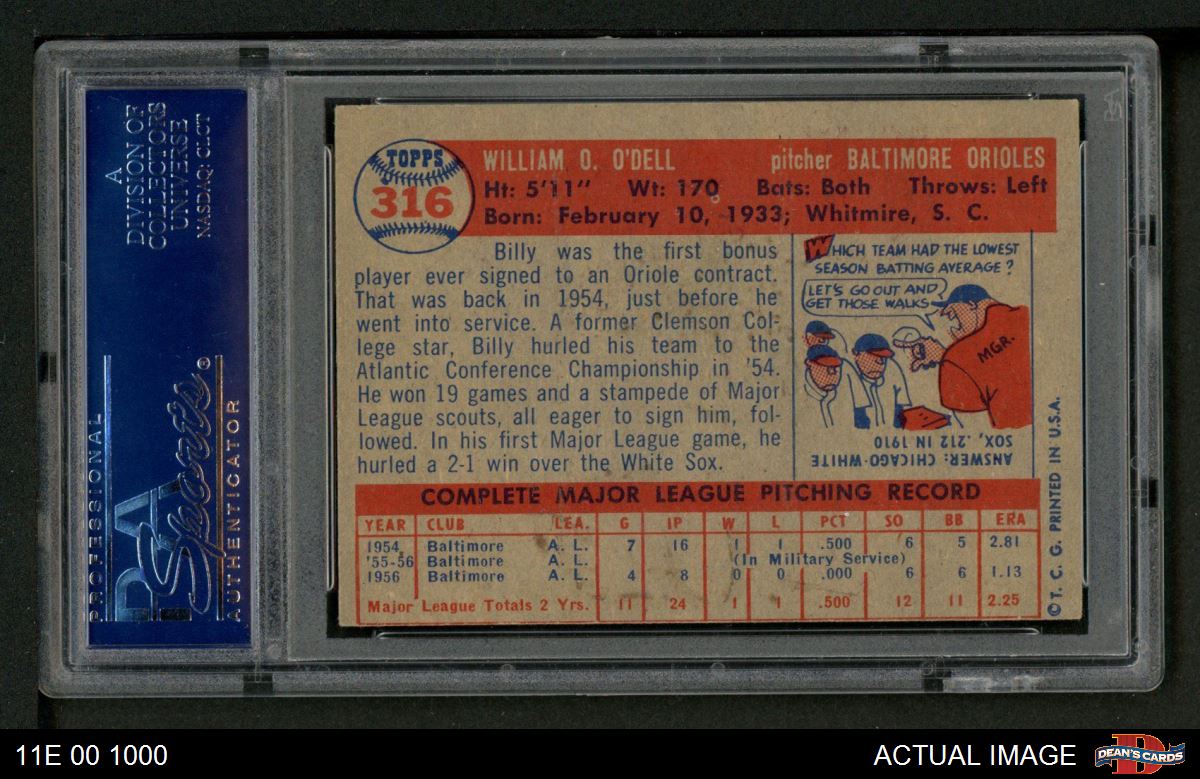 A
DIVISION OF
COLLECTORS
UNIVERSE
NASDAQ: CLCT
PROFESSIONAL
PSA
Sports®
AUTHENTICATOR
TOPPS
316
WILLIAM O. O'DELL pitcher BALTIMORE ORIOLES
Ht: 5'11" Wt: 170 Bats: Both Throws: Left
Born: February 10, 1933; Whitmire, S. C.
Billy was the first bonus
player ever signed to an Oriole contract.
That was back in 1954, just before he
went into service. A former Clemson Col-
lege star, Billy hurled his team to the
Atlantic Conference Championship in '54.
He won 19 games and a stampede of Major
League scouts, all eager to sign him, fol-
lowed. In his first Major League game, he
hurled a 2-1 win over the White Sox.
WHICH TEAM HAD THE LOWEST
SEASON BATTING AVERAGE?
LET'S GO OUT AND
GET THOSE WALKS
MGR.
ANSWER: CHICAGO-WHITE
SOX, .212 IN 1910
COMPLETE MAJOR LEAGUE PITCHING RECORD
YEAR CLUB LEA. G IP W L PCT SO BB ERA
1954 Baltimore A. L. 7 16 1 1 .500 6 5 2.81
'55-56 Baltimore A. L. (In Military Service)
1956 Baltimore A. L. 4 8 0 0 .000 6 6 1.13
Major League Totals 2 Yrs. 11 24 1 1 .500 12 11 2.25
© T. C. G. PRINTED IN U.S.A.
11E 00 1000
ACTUAL IMAGE
DEAN'S CARDS